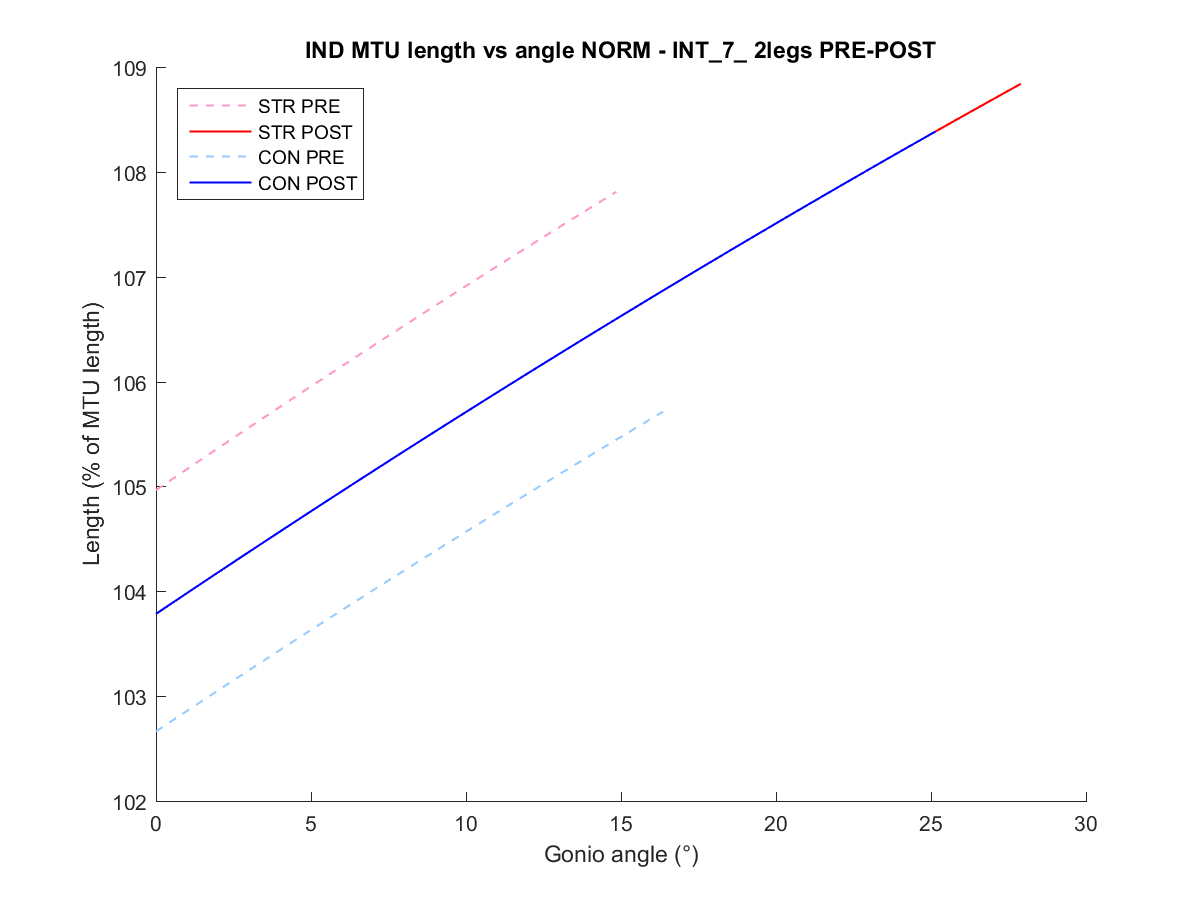 IND MTU length vs angle NORM - INT_7_ 2legs PRE-POST
109
108
107
106
105
104
103
102
Length (% of MTU length)
STR PRE
STR POST
CON PRE
CON POST
0 5 10 15 20 25 30
Gonio angle (°)